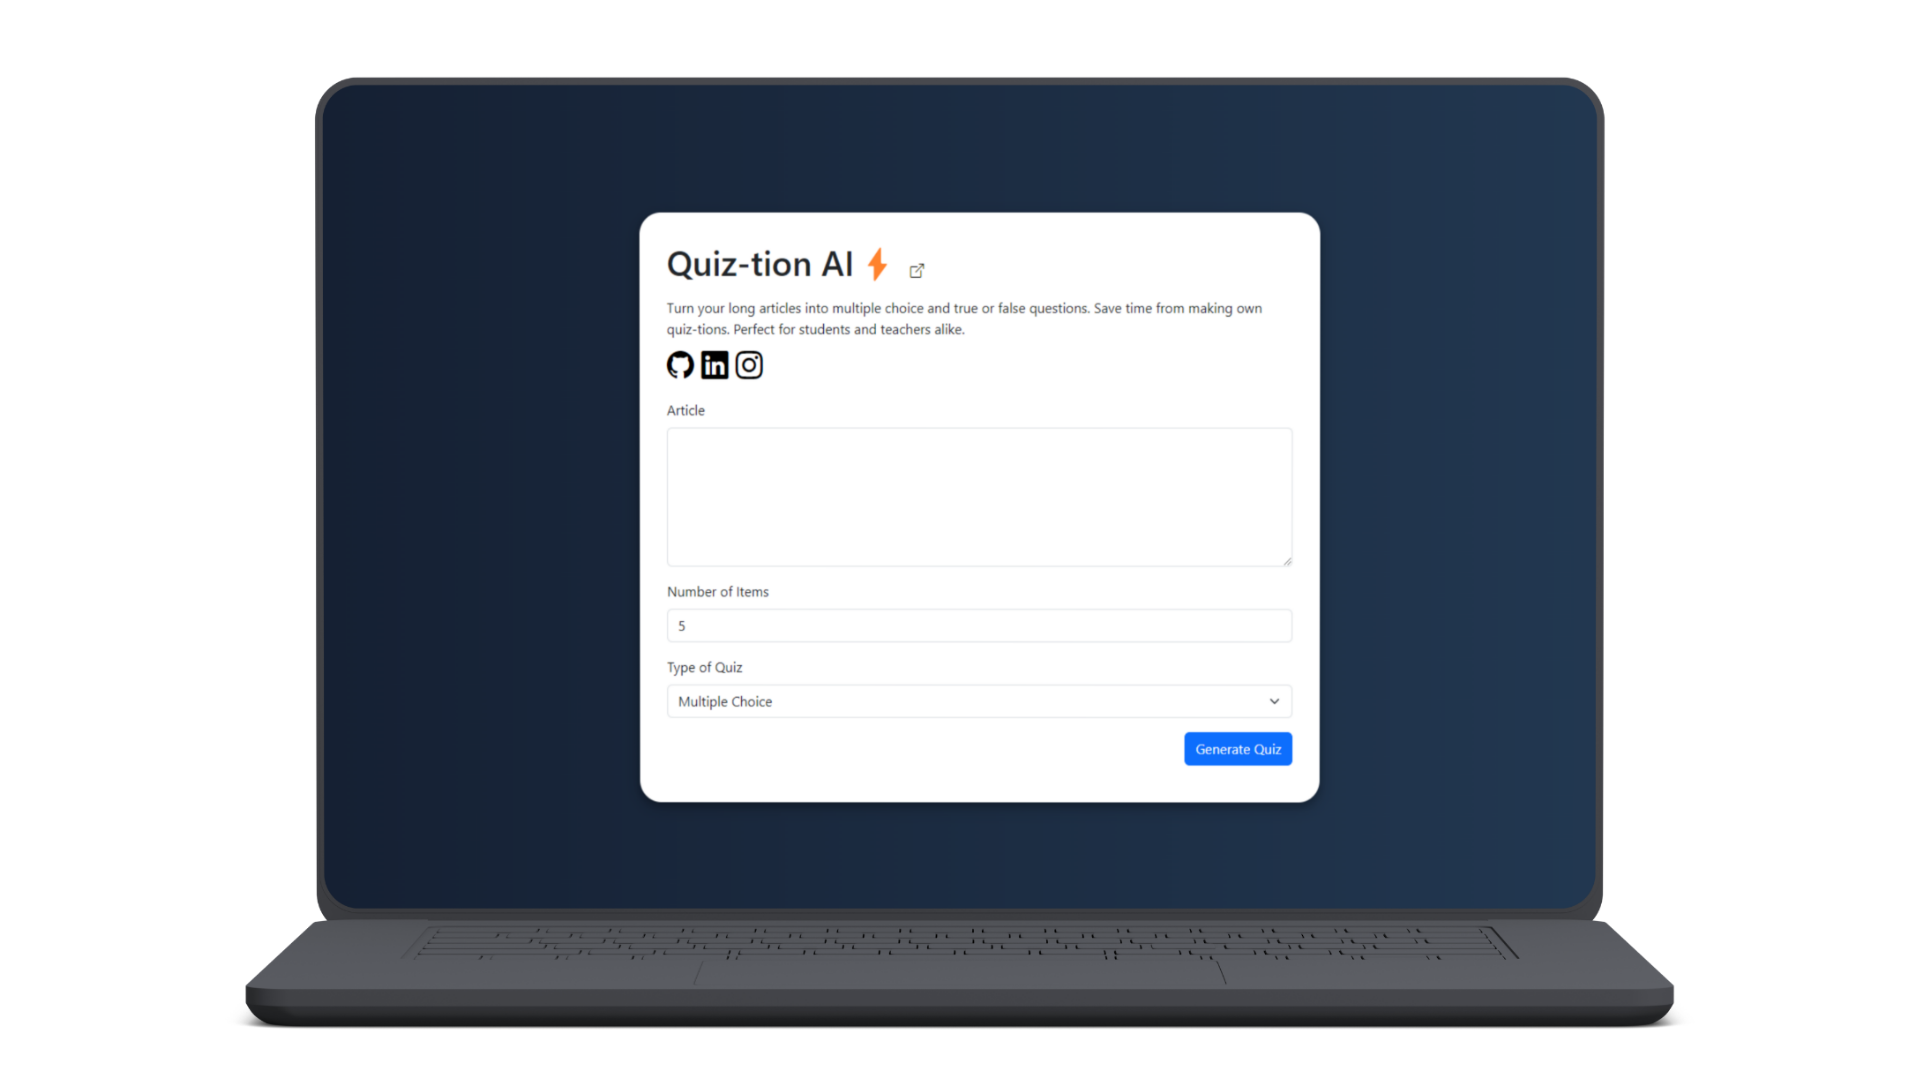 Quiz-tion AI
Turn your long articles into multiple choice and true or false questions. Save time from making own
quiz-tions. Perfect for students and teachers alike.
in
Article
Number of Items
5
Type of Quiz
Multiple Choice
Generate Quiz